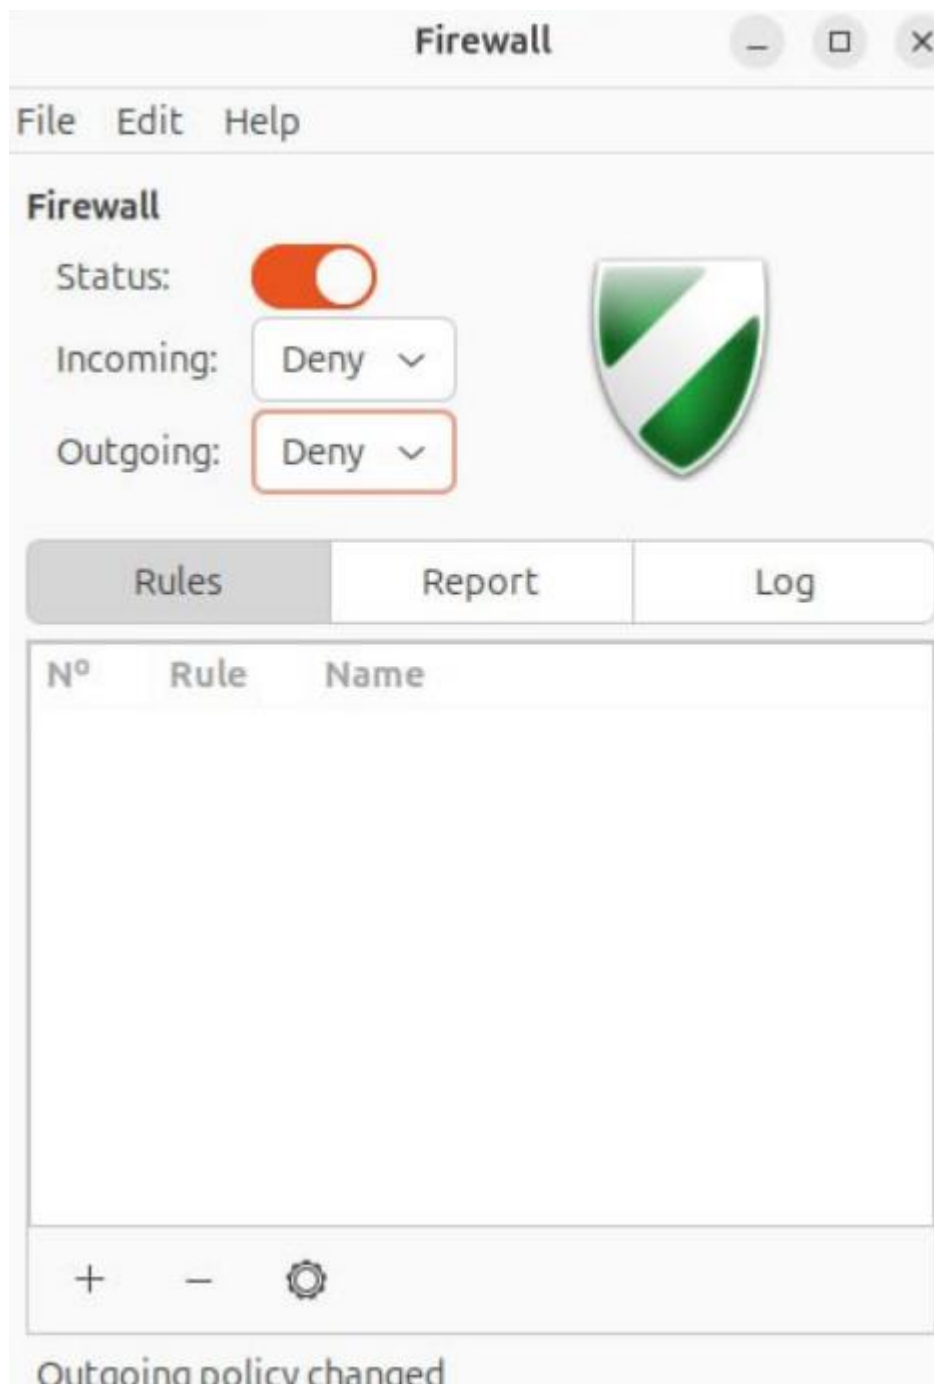 Firewall
File Edit Help
Firewall
Status:
Incoming: Deny
Outgoing: Deny
Rules Report Log
Nº Rule Name
Outgoing policy changed